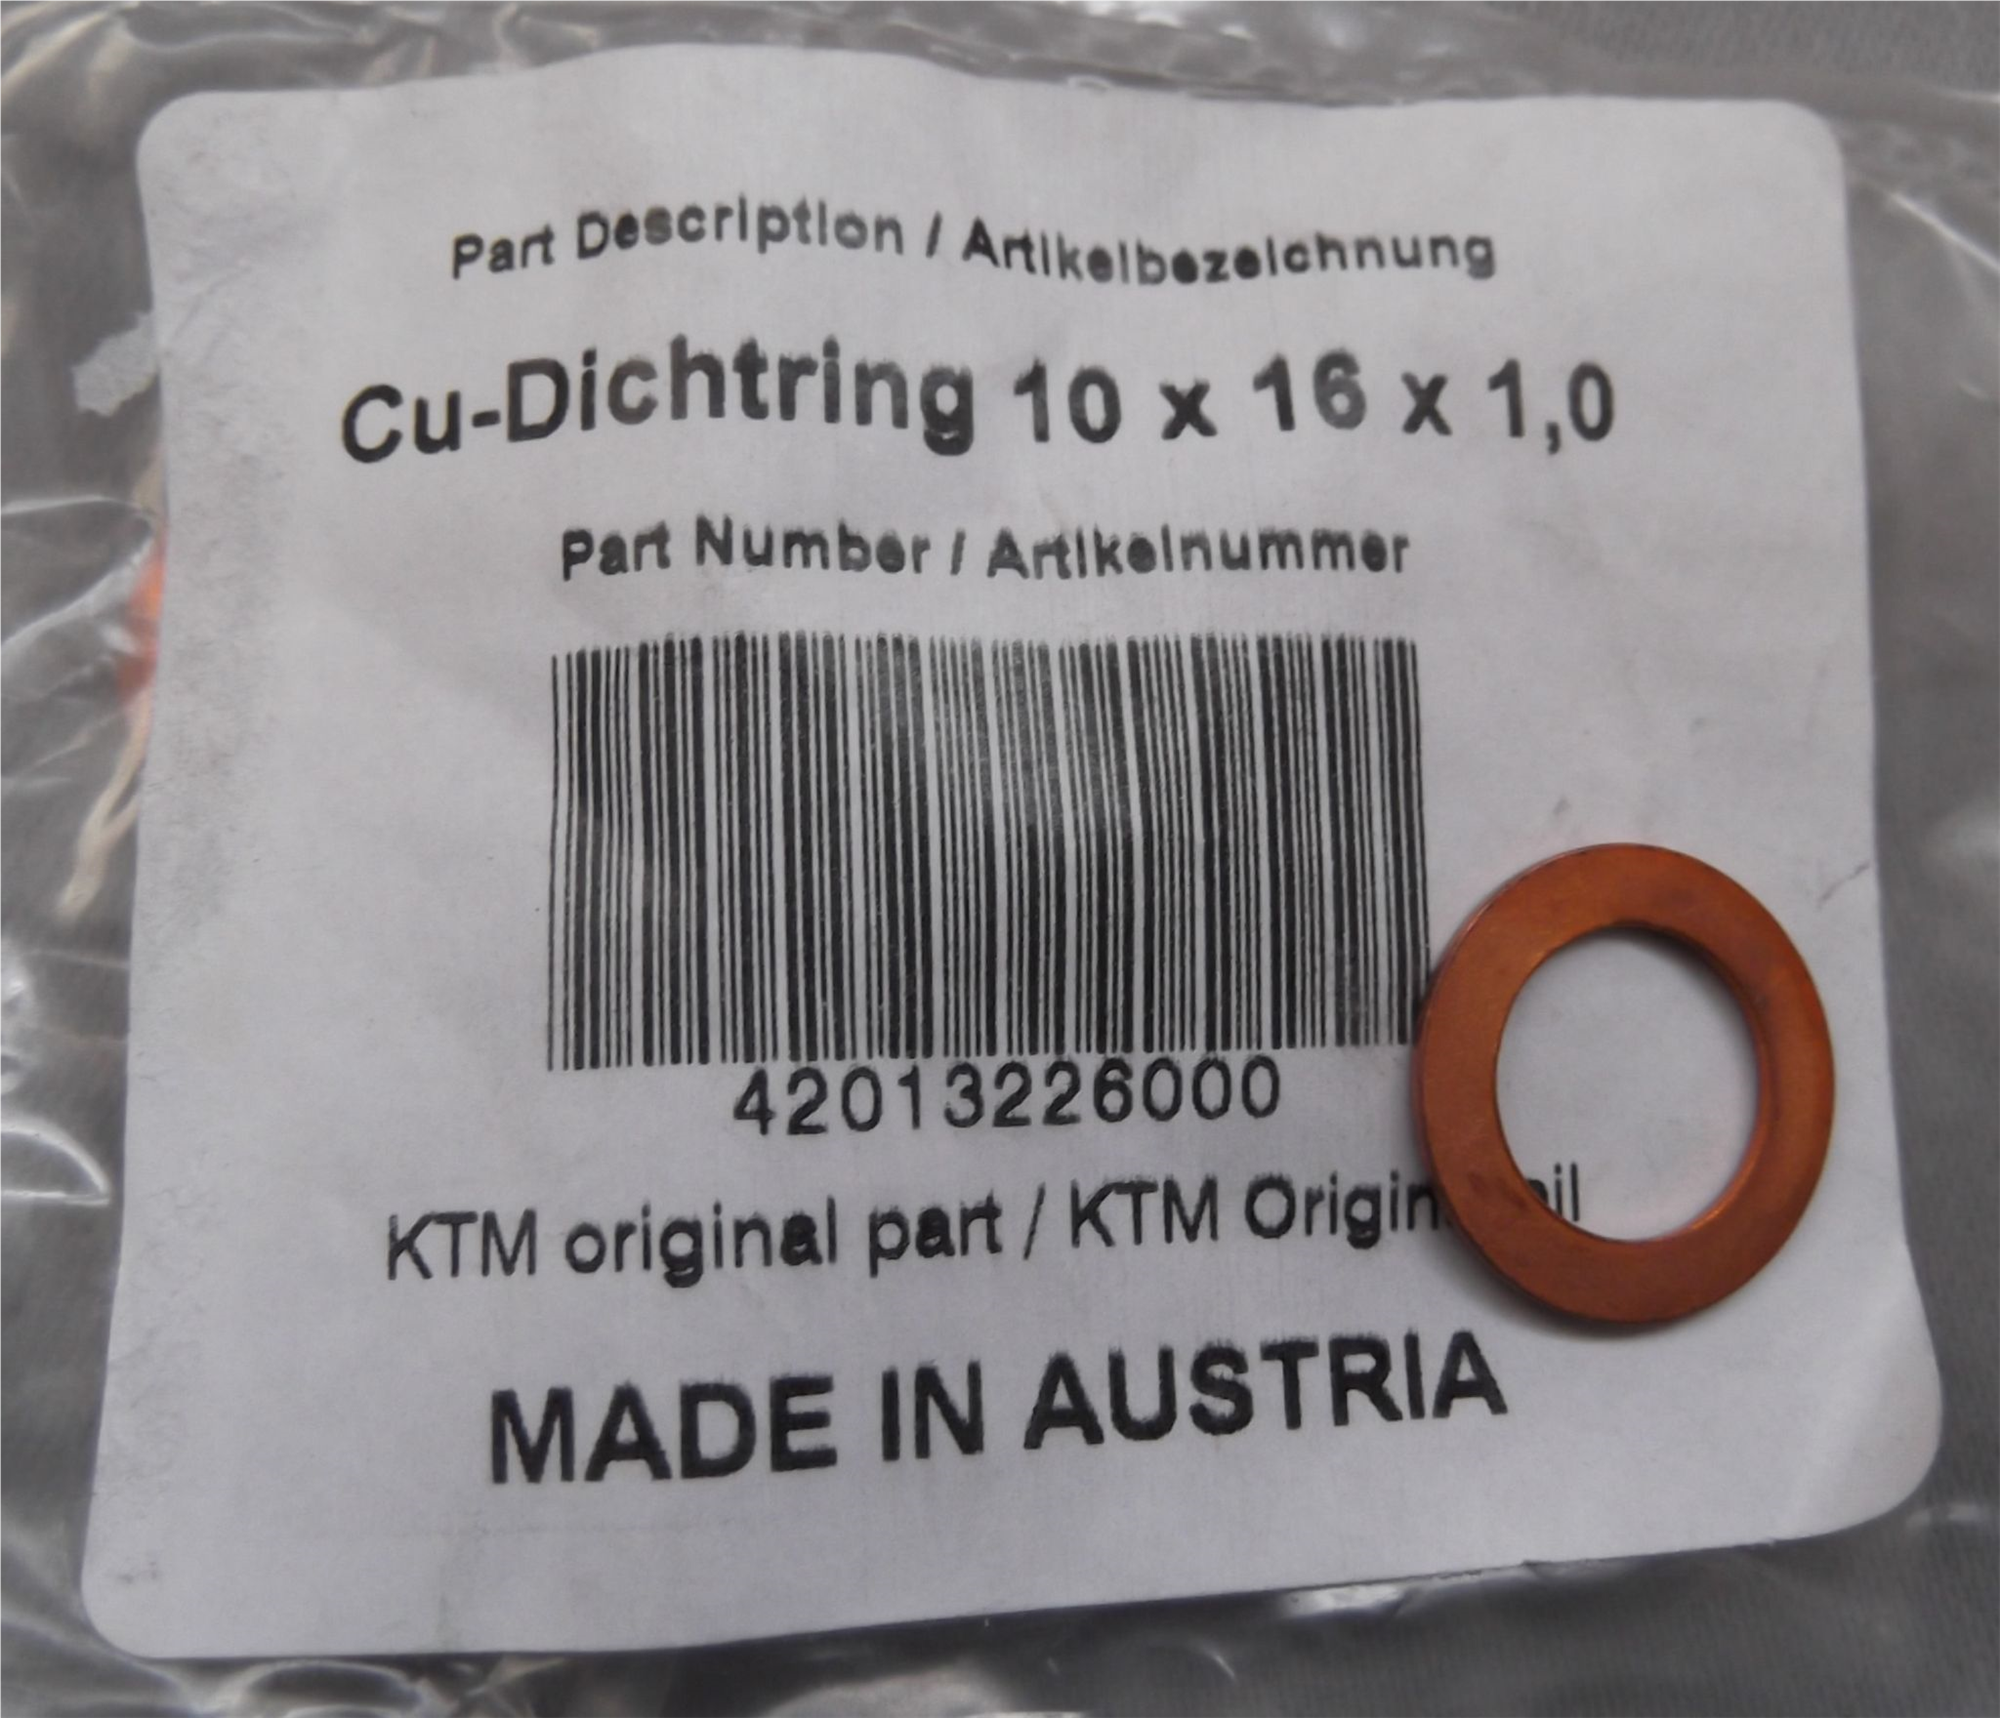 Part Description / Artikelbezeichnung
Cu-Dichtring 10 x 16 x 1,0
Part Number / Artikelnummer
42013226000
KTM original part / KTM
MADE IN AUSTRIA